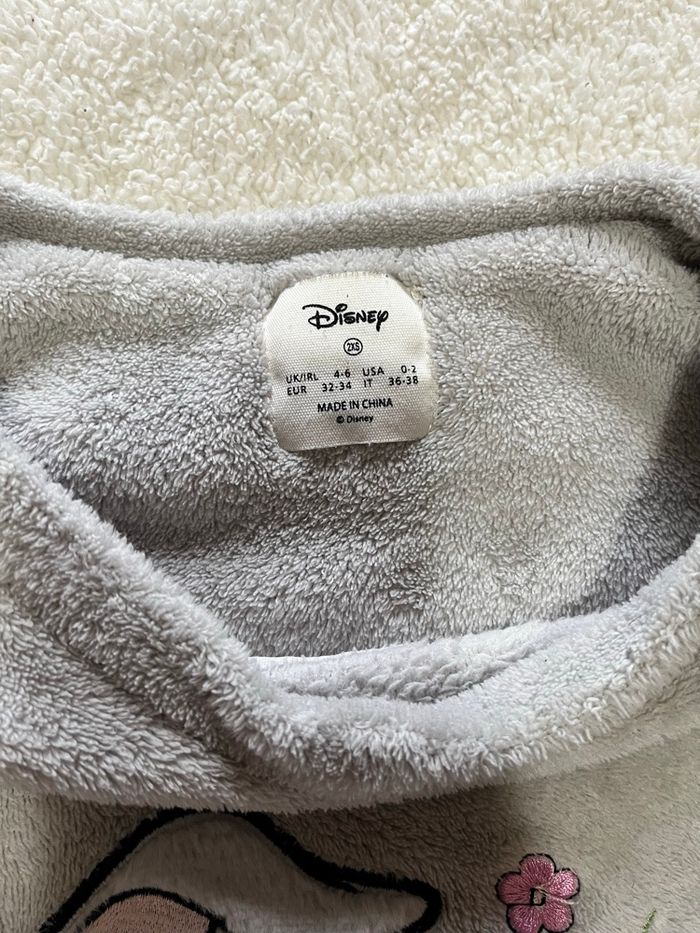 Disney
2XS
UK/IRL 4-6 USA 0-2
EUR 32-34 IT 36-38
MADE IN CHINA
© Disney